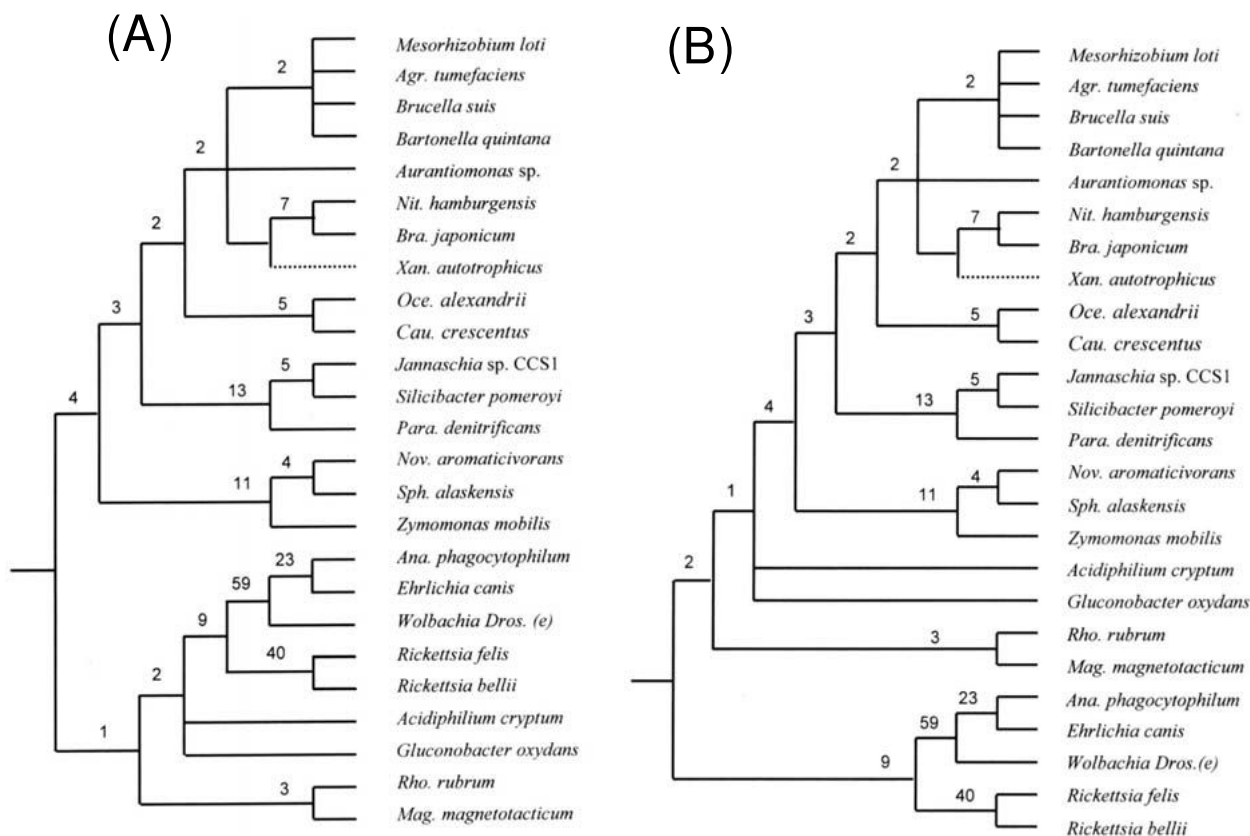 (A)
2
Mesorhizobium loti
Agr. tumefaciens
Brucella suis
Bartonella quintana
2
Aurantiomonas sp.
7
Nit. hamburgensis
Bra. japonicum
Xan. autotrophicus
2
5
Oce. alexandrii
Cau. crescentus
3
5
Jannaschia sp. CCS1
13
Silicibacter pomeroyi
Para. denitrificans
4
4
Nov. aromaticivorans
11
Sph. alaskensis
Zymomonas mobilis
23
Ana. phagocytophilum
59
Ehrlichia canis
Wolbachia Dros. (e)
9
40
Rickettsia felis
Rickettsia bellii
2
Acidiphilium cryptum
1
Gluconobacter oxydans
3
Rho. rubrum
Mag. magnetotacticum
(B)
2
Mesorhizobium loti
Agr. tumefaciens
Brucella suis
Bartonella quintana
2
Aurantiomonas sp.
7
Nit. hamburgensis
Bra. japonicum
Xan. autotrophicus
2
5
Oce. alexandrii
Cau. crescentus
3
5
Jannaschia sp. CCS1
13
Silicibacter pomeroyi
Para. denitrificans
4
4
Nov. aromaticivorans
11
Sph. alaskensis
Zymomonas mobilis
1
Acidiphilium cryptum
Gluconobacter oxydans
2
3
Rho. rubrum
Mag. magnetotacticum
23
Ana. phagocytophilum
59
Ehrlichia canis
Wolbachia Dros.(e)
9
40
Rickettsia felis
Rickettsia bellii